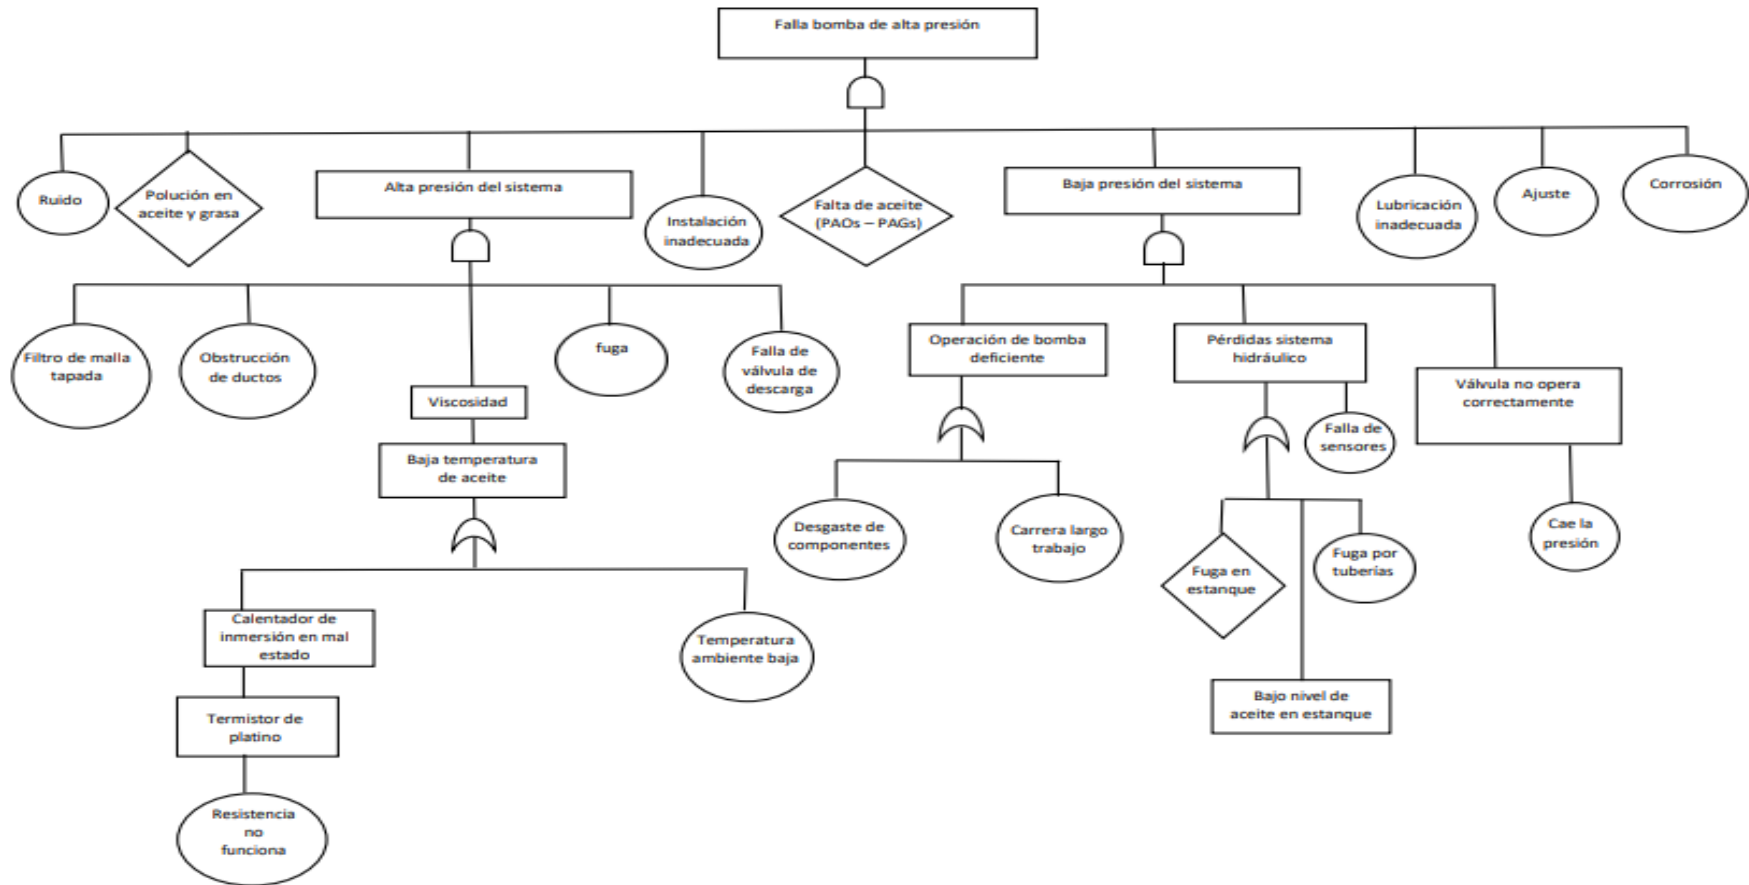 Falla bomba de alta presión
Ruido
Polución en
aceite y grasa
Alta presión del sistema
Instalación
inadecuada
Falta de aceite
(PAOs – PAGs)
Baja presión del sistema
Lubricación
inadecuada
Ajuste
Corrosión
Filtro de malla
tapada
Obstrucción
de ductos
Viscosidad
fuga
Falla de
válvula de
descarga
Operación de bomba
deficiente
Pérdidas sistema
hidráulico
Válvula no opera
correctamente
Baja temperatura
de aceite
Falla de
sensores
Desgaste de
componentes
Carrera largo
trabajo
Fuga en
estanque
Fuga por
tuberías
Cae la
presión
Calentador de
inmersión en mal
estado
Temperatura
ambiente baja
Bajo nivel de
aceite en estanque
Termistor de
platino
Resistencia
no
funciona